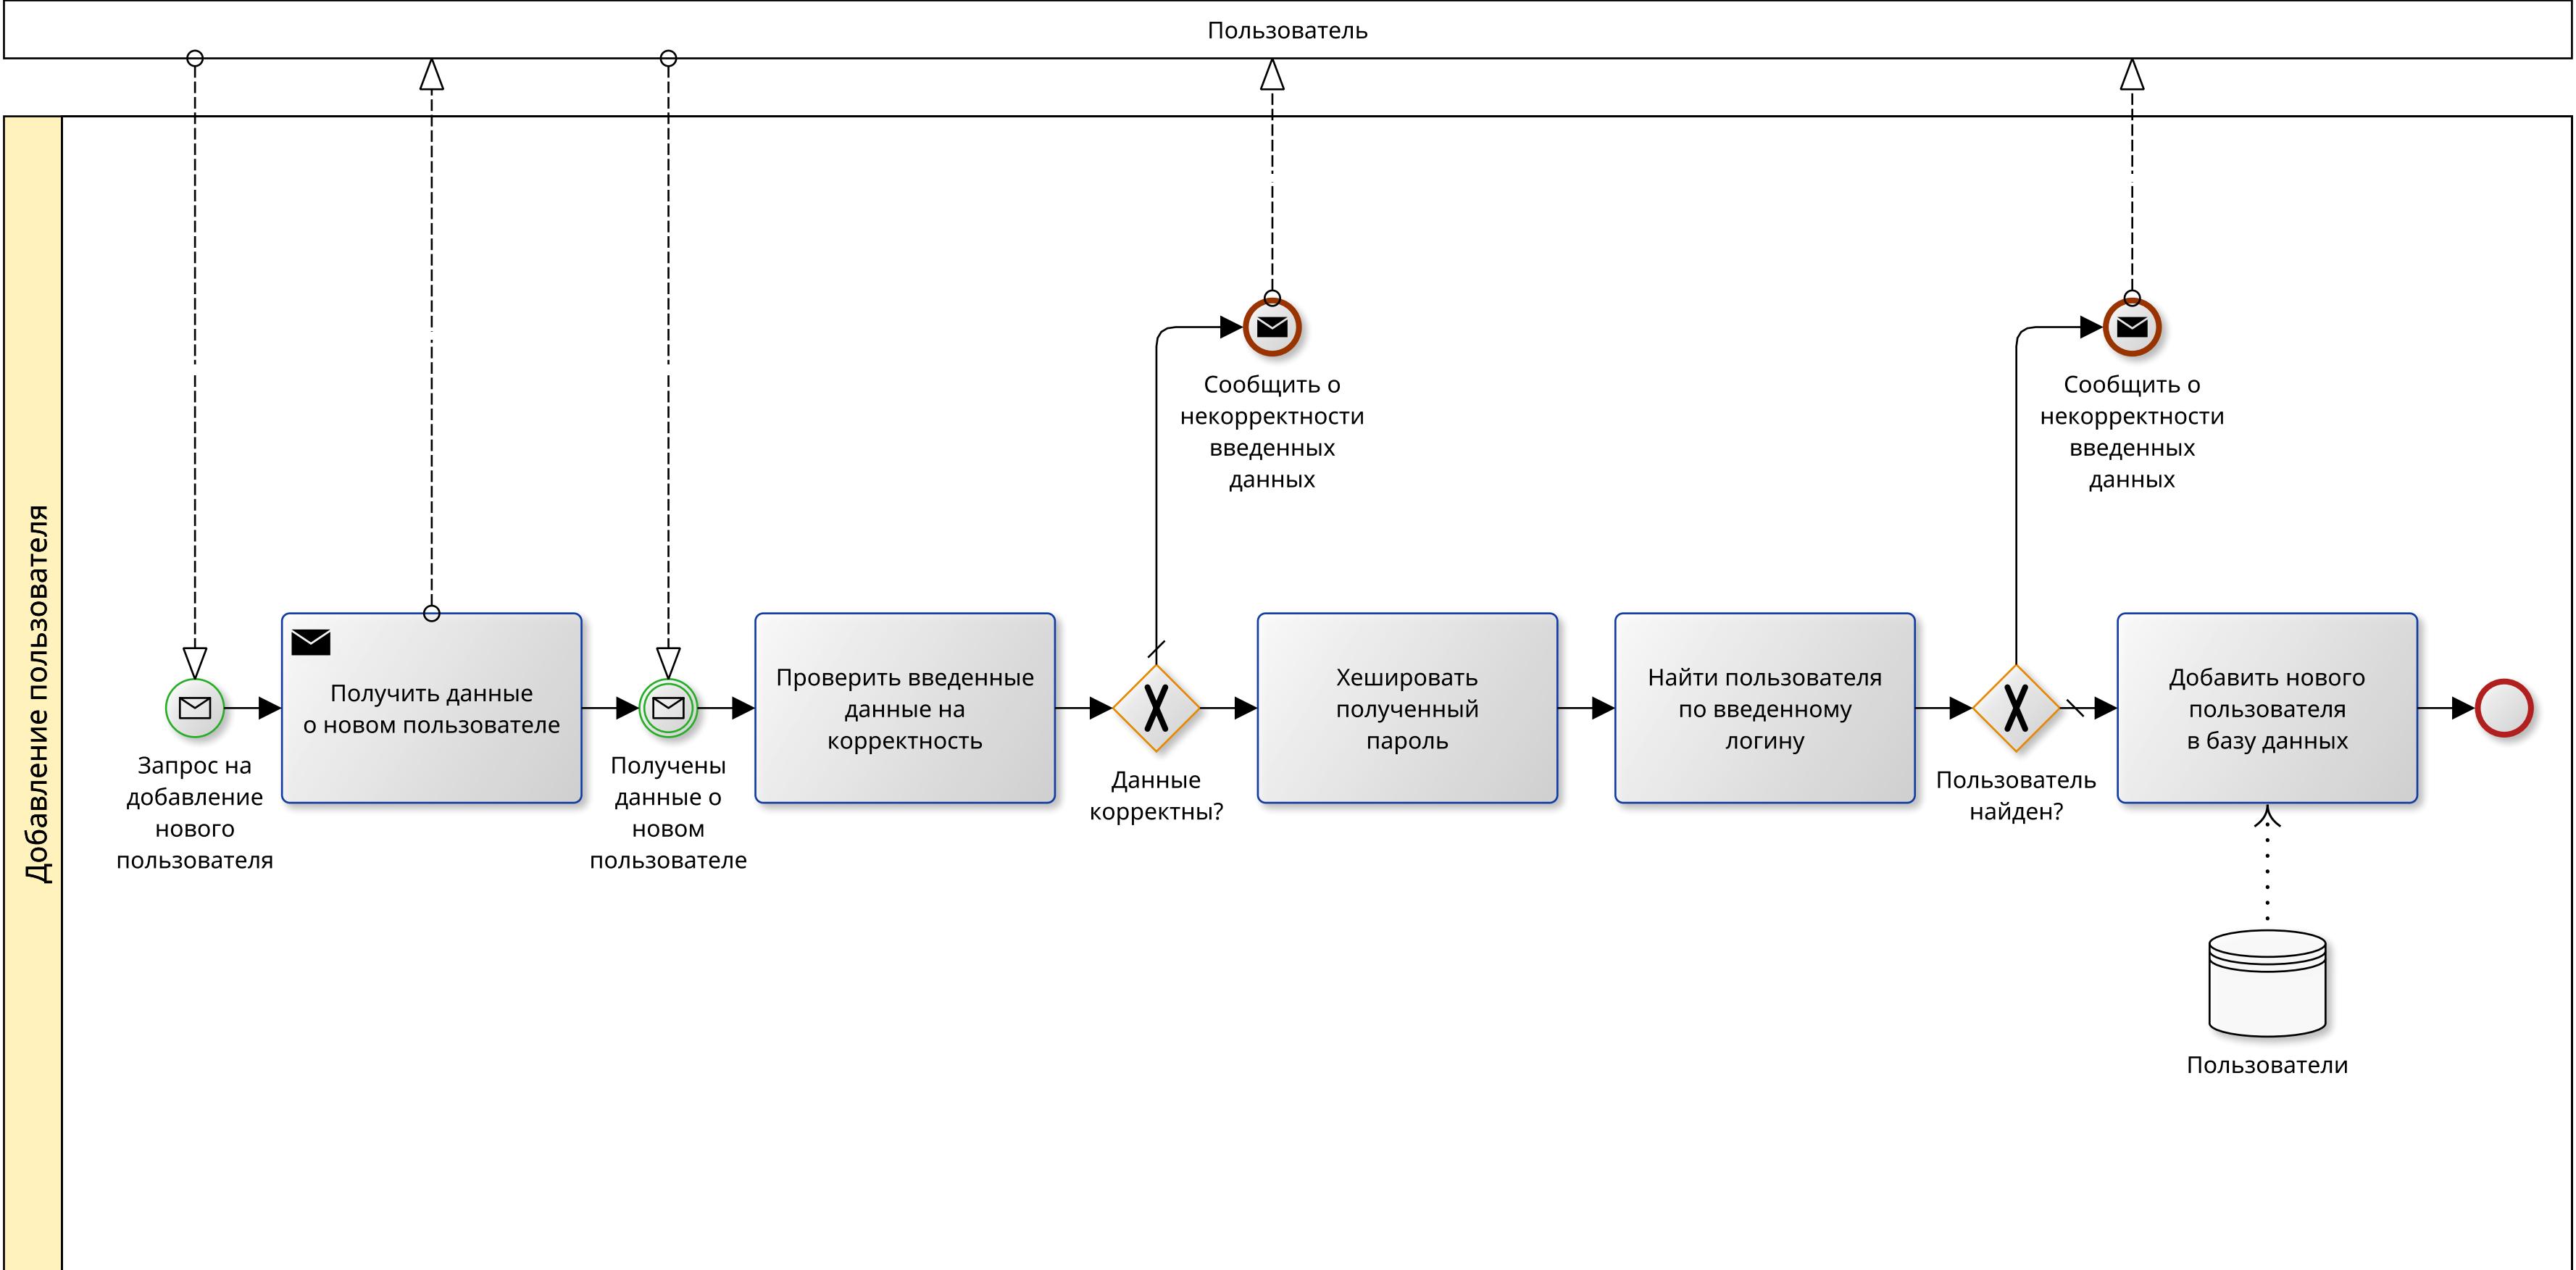 Пользователь
Добавление пользователя
Запрос на
добавление
нового
пользователя
Получить данные
о новом пользователе
Получены
данные о
новом
пользователе
Проверить введенные
данные на
корректность
Данные
корректны?
Сообщить о
некорректности
введенных
данных
Хешировать
полученный
пароль
Найти пользователя
по введенному
логину
Пользователь
найден?
Сообщить о
некорректности
введенных
данных
Добавить нового
пользователя
в базу данных
Пользователи